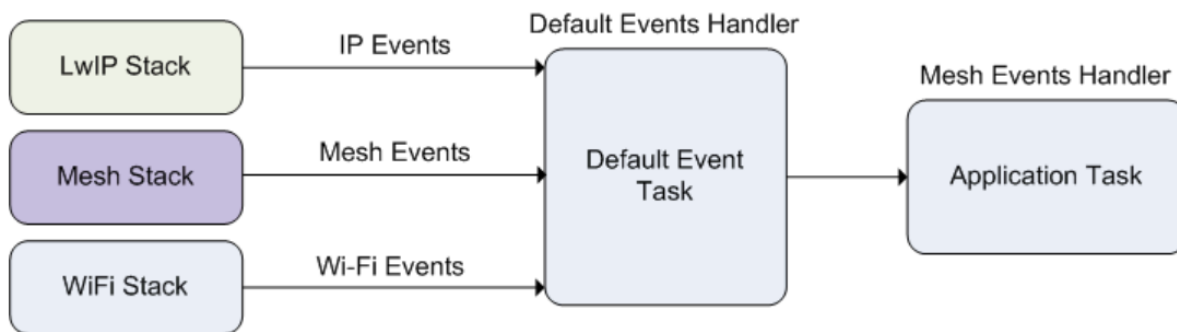 Default Events Handler
LwIP Stack
IP Events
Mesh Events Handler
Mesh Stack
Mesh Events
Default Event
Task
Application Task
WiFi Stack
Wi-Fi Events